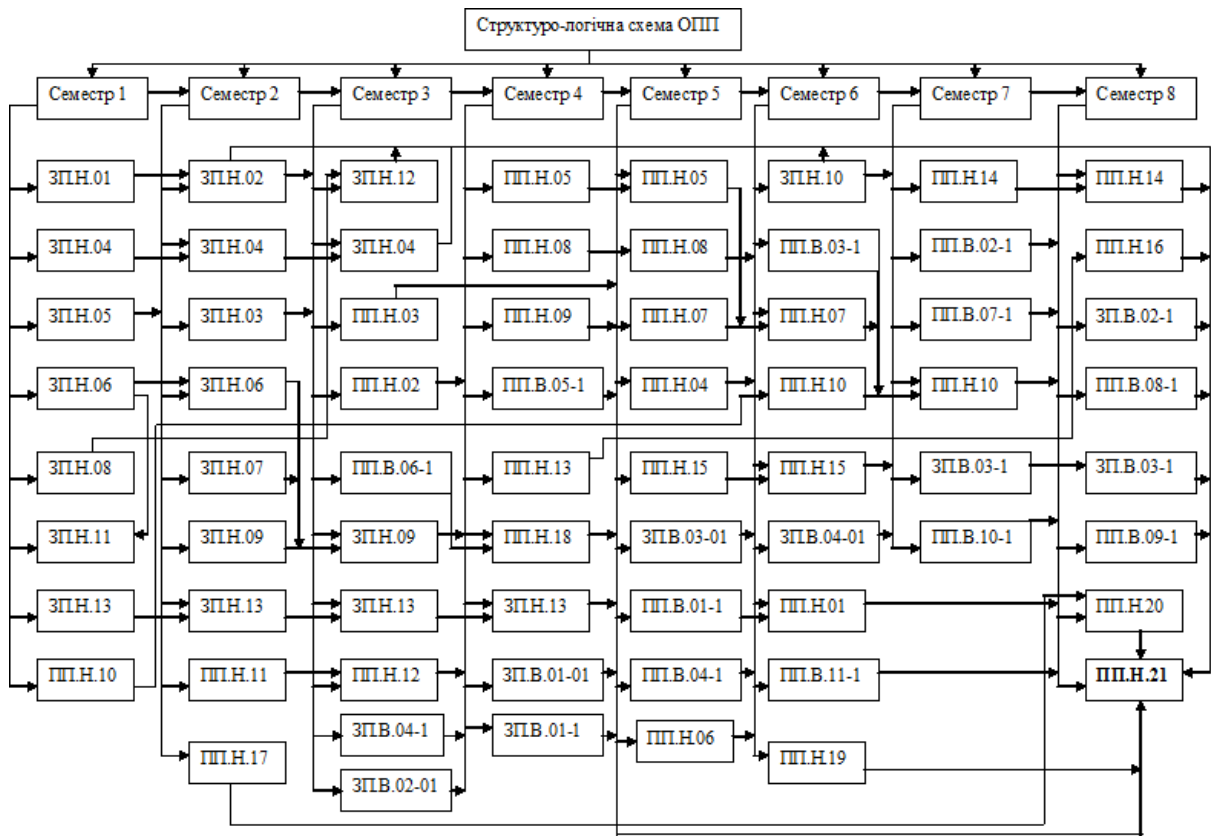 Структуро-логічна схема ОПП
Семестр 1 Семестр 2 Семестр 3 Семестр 4 Семестр 5 Семестр 6 Семестр 7 Семестр 8
ЗП.Н.01 ЗП.Н.02 ЗП.Н.12 ПП.Н.05 ПП.Н.05 ЗП.Н.10 ПП.Н.14 ПП.Н.14
ЗП.Н.04 ЗП.Н.04 ЗП.Н.04 ПП.Н.08 ПП.Н.08 ПП.В.03-1 ПП.В.02-1 ПП.Н.16
ЗП.Н.05 ЗП.Н.03 ПП.Н.03 ПП.Н.09 ПП.Н.07 ПП.Н.07 ПП.В.07-1 ЗП.В.02-1
ЗП.Н.06 ЗП.Н.06 ПП.Н.02 ПП.В.05-1 ПП.Н.04 ПП.Н.10 ПП.Н.10 ПП.В.08-1
ЗП.Н.08 ЗП.Н.07 ПП.В.06-1 ПП.Н.13 ПП.Н.15 ПП.Н.15 ЗП.В.03-1 ЗП.В.03-1
ЗП.Н.11 ЗП.Н.09 ЗП.Н.09 ПП.Н.18 ЗП.В.03-01 ЗП.В.04-01 ПП.В.10-1 ПП.В.09-1
ЗП.Н.13 ЗП.Н.13 ЗП.Н.13 ЗП.Н.13 ПП.В.01-1 ПП.Н.01 ПП.Н.20
ПП.Н.10 ПП.Н.11 ПП.Н.12 ЗП.В.01-01 ПП.В.04-1 ПП.В.11-1 ПП.Н.21
ПП.Н.17 ЗП.В.04-1 ЗП.В.01-1 ПП.Н.06 ПП.Н.19
ЗП.В.02-01